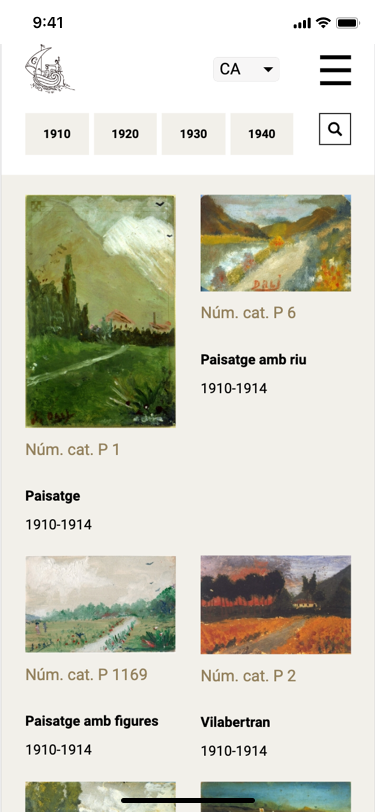 9:41
CA
1910
1920
1930
1940
DALI
Núm. cat. P 6
Paisatge amb riu
1910-1914
Núm. cat. P 1
Paisatge
1910-1914
Núm. cat. P 1169
Paisatge amb figures
1910-1914
Núm. cat. P 2
Vilabertran
1910-1914